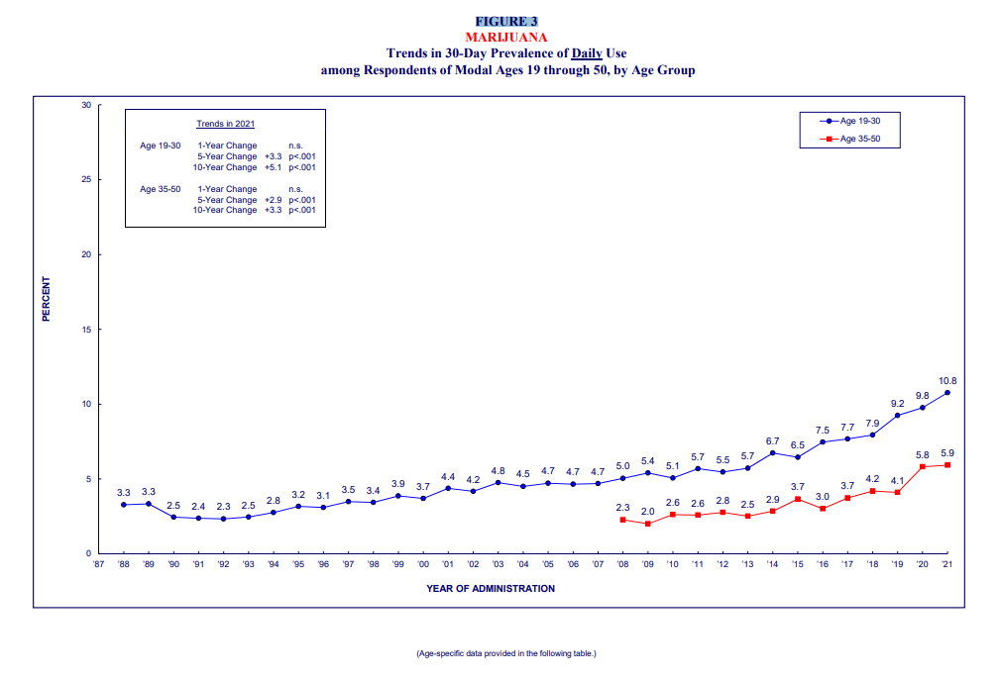 FIGURE 3
MARIJUANA
Trends in 30-Day Prevalence of Daily Use
among Respondents of Modal Ages 19 through 50, by Age Group
30
25
20
15
10
5
0
PERCENT
Trends in 2021
Age 19-30 1-Year Change n.s.
5-Year Change +3.3 p<.001
10-Year Change +5.1 p<.001
Age 35-50 1-Year Change n.s.
5-Year Change +2.9 p<.001
10-Year Change +3.3 p<.001
Age 19-30
Age 35-50
3.3 3.3 2.5 2.4 2.3 2.5 2.8 3.2 3.1 3.5 3.4 3.9 3.7 4.4 4.2 4.8 4.5 4.7 4.7 4.7 5.0 5.4 5.1 5.7 5.5 5.7 6.7 6.5 7.5 7.7 7.9 9.2 9.8 10.8
2.3 2.0 2.6 2.6 2.8 2.5 2.9 3.7 3.0 3.7 4.2 4.1 5.8 5.9
'87 '88 '89 '90 '91 '92 '93 '94 '95 '96 '97 '98 '99 '00 '01 '02 '03 '04 '05 '06 '07 '08 '09 '10 '11 '12 '13 '14 '15 '16 '17 '18 '19 '20 '21
YEAR OF ADMINISTRATION
(Age-specific data provided in the following table.)